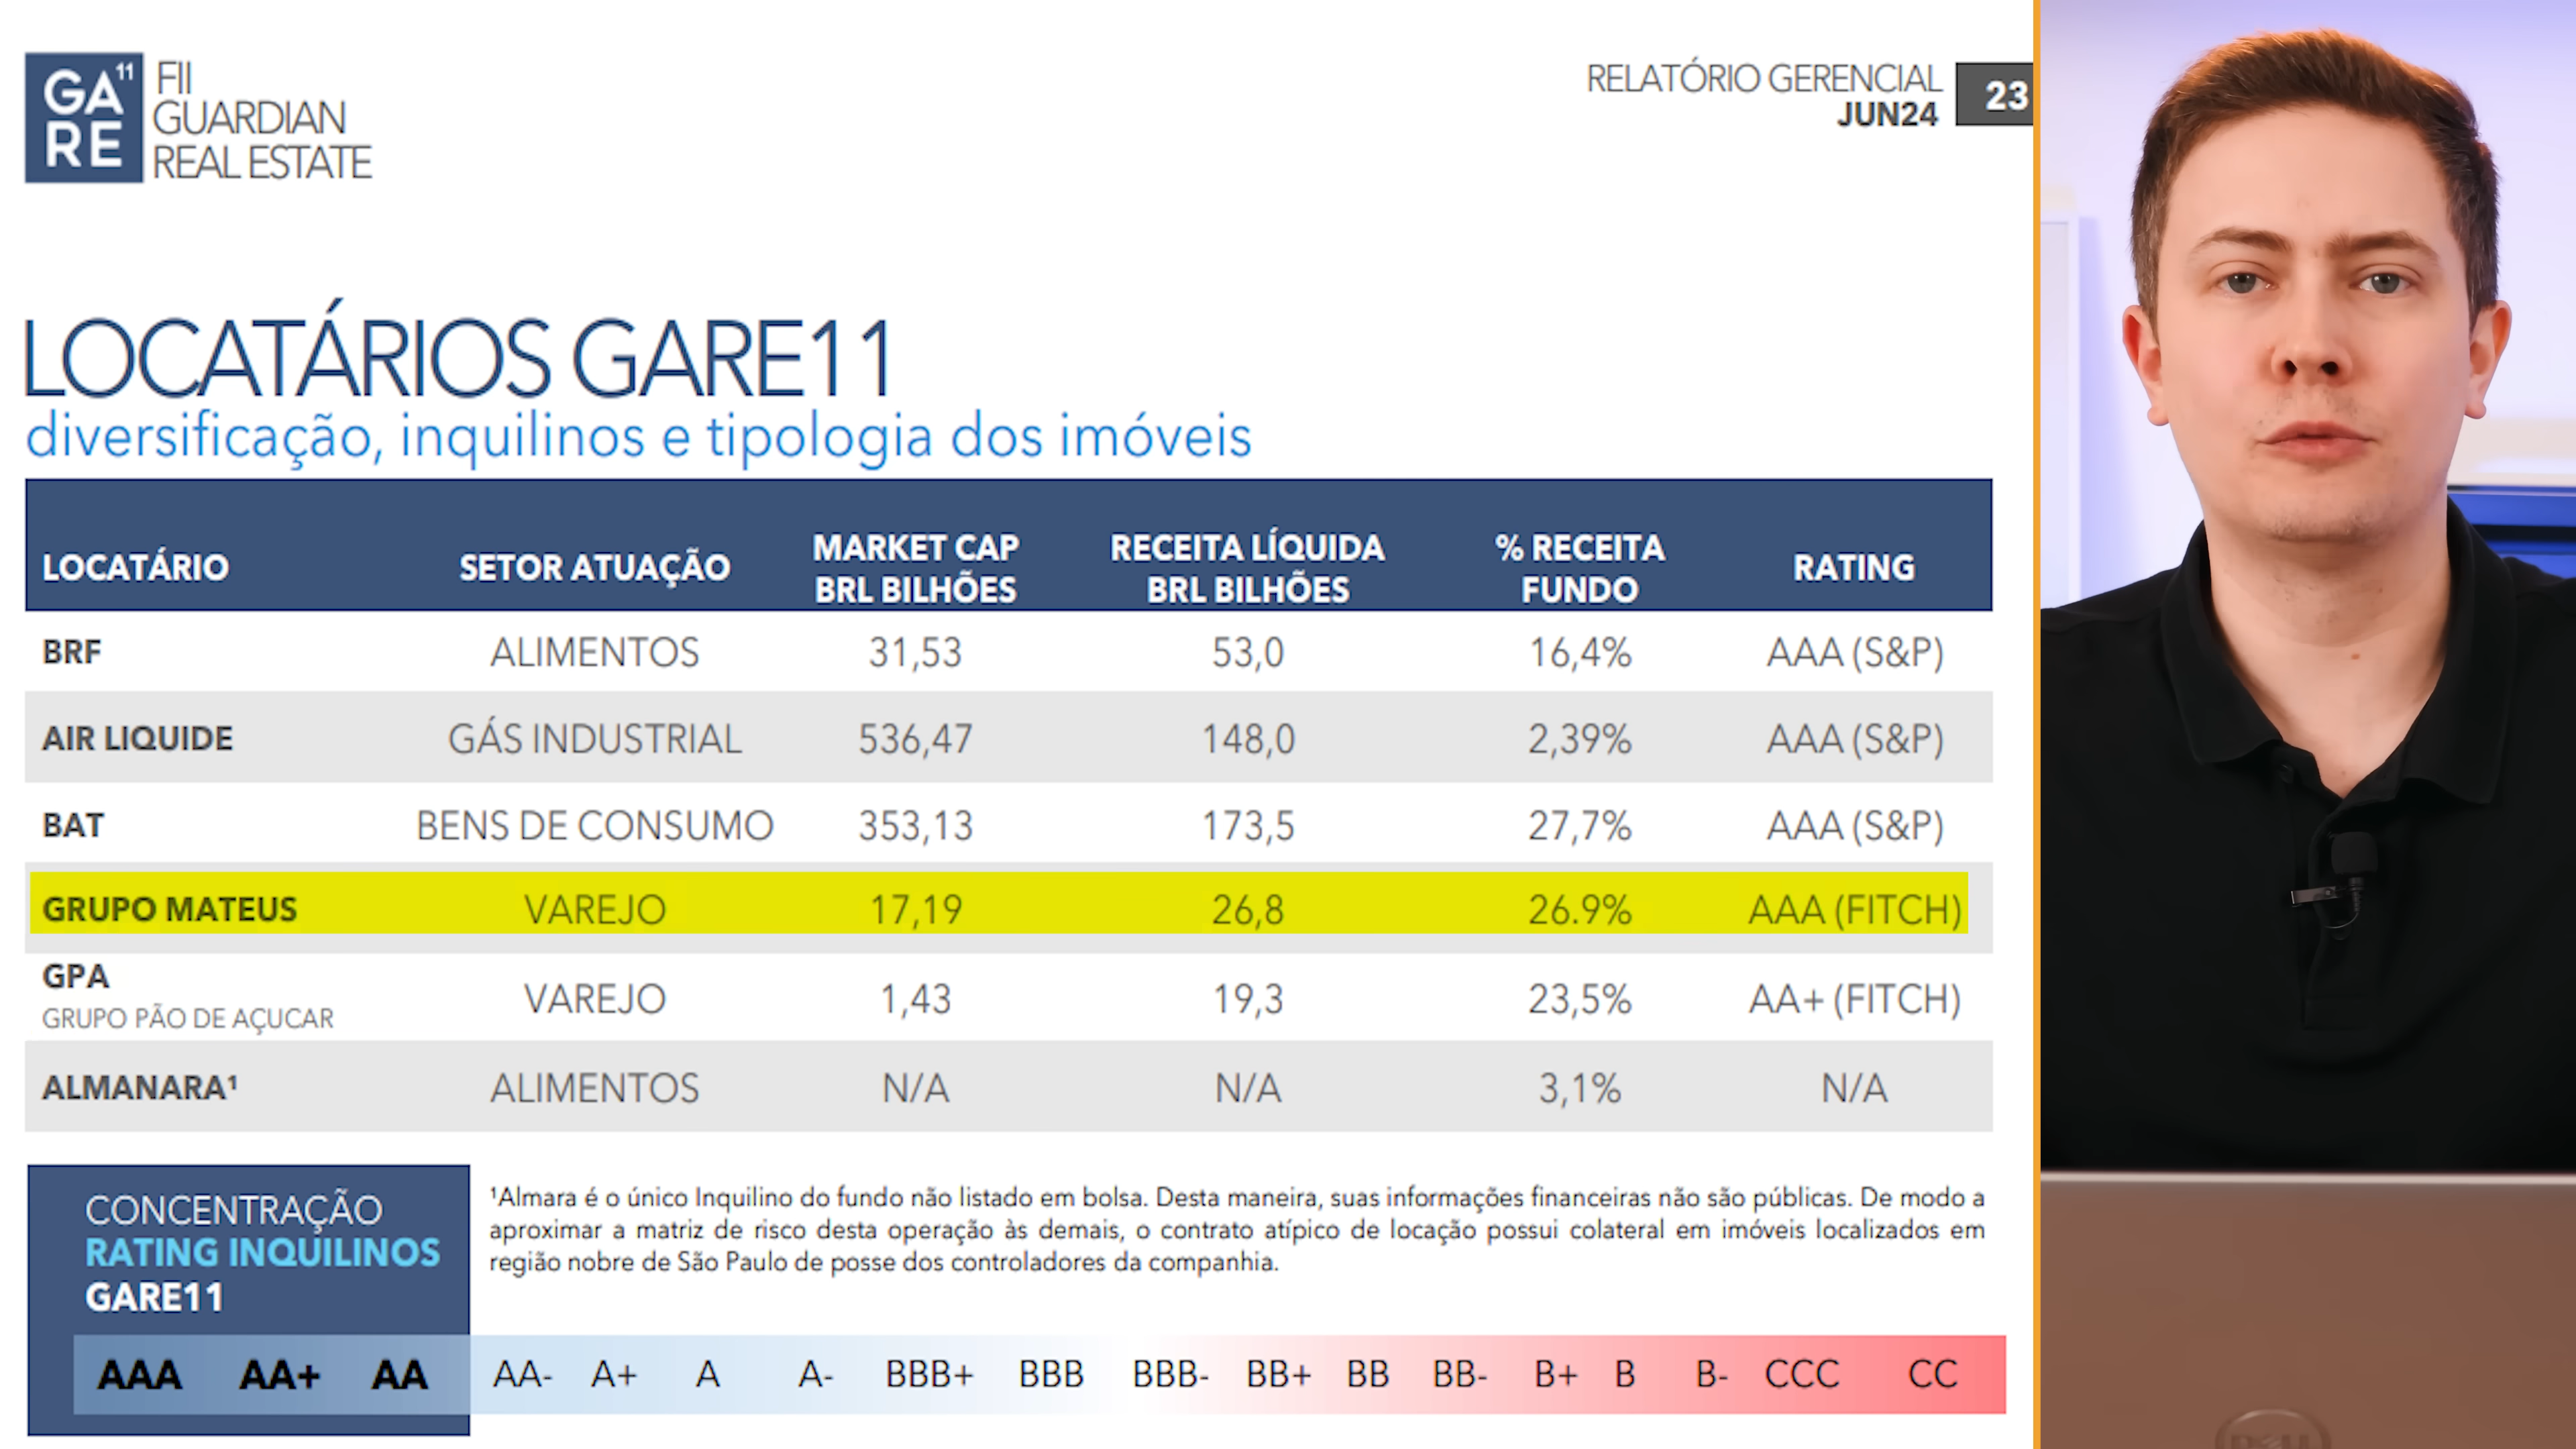 GA¹¹
RE
FII
GUARDIAN
REAL ESTATE
RELATÓRIO GERENCIAL
JUN24
23
LOCATÁRIOS GARE11
diversificação, inquilinos e tipologia dos imóveis
LOCATÁRIO SETOR ATUAÇÃO MARKET CAP BRL BILHÕES RECEITA LÍQUIDA BRL BILHÕES % RECEITA FUNDO RATING
BRF ALIMENTOS 31,53 53,0 16,4% AAA (S&P)
AIR LIQUIDE GÁS INDUSTRIAL 536,47 148,0 2,39% AAA (S&P)
BAT BENS DE CONSUMO 353,13 173,5 27,7% AAA (S&P)
GRUPO MATEUS VAREJO 17,19 26,8 26.9% AAA (FITCH)
GPA GRUPO PÃO DE AÇUCAR VAREJO 1,43 19,3 23,5% AA+ (FITCH)
ALMANARA¹ ALIMENTOS N/A N/A 3,1% N/A
CONCENTRAÇÃO
RATING INQUILINOS
GARE11
¹Almara é o único Inquilino do fundo não listado em bolsa. Desta maneira, suas informações financeiras não são públicas. De modo a
aproximar a matriz de risco desta operação às demais, o contrato atípico de locação possui colateral em imóveis localizados em
região nobre de São Paulo de posse dos controladores da companhia.
AAA AA+ AA AA- A+ A A- BBB+ BBB BBB- BB+ BB BB- B+ B B- CCC CC